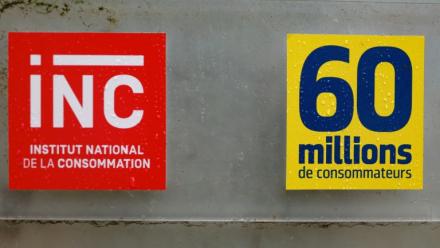 iNC
INSTITUT NATIONAL
DE LA CONSOMMATION
60
millions
de consommateurs